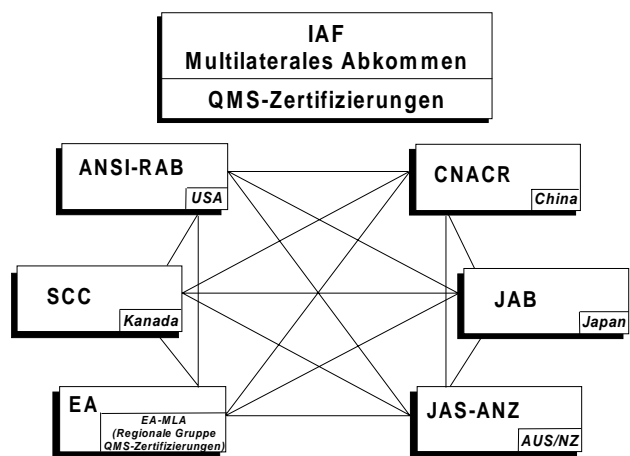 IAF
Multilaterales Abkommen
QMS-Zertifizierungen
ANSI-RAB
USA
CNACR
China
SCC
Kanada
JAB
Japan
EA
EA-MLA
(Regionale Gruppe
QMS-Zertifizierungen)
JAS-ANZ
AUS/NZ